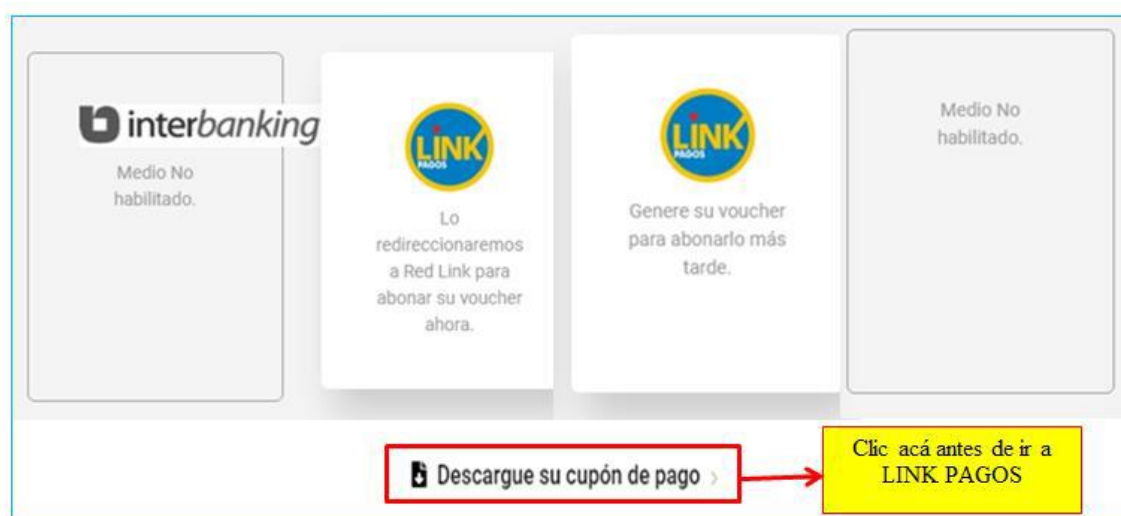 interbanking
Medio No
habilitado.
LINK
PAGOS
Lo
redireccionaremos
a Red Link para
abonar su voucher
ahora.
LINK
PAGOS
Genere su voucher
para abonarlo más
tarde.
Medio No
habilitado.
Descargue su cupón de pago ›
Clic acá antes de ir a
LINK PAGOS